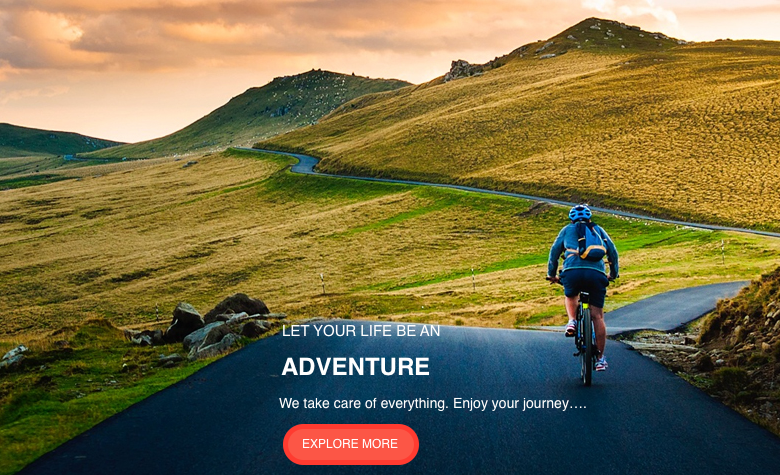 LET YOUR LIFE BE AN
ADVENTURE
We take care of everything. Enjoy your journey....
EXPLORE MORE